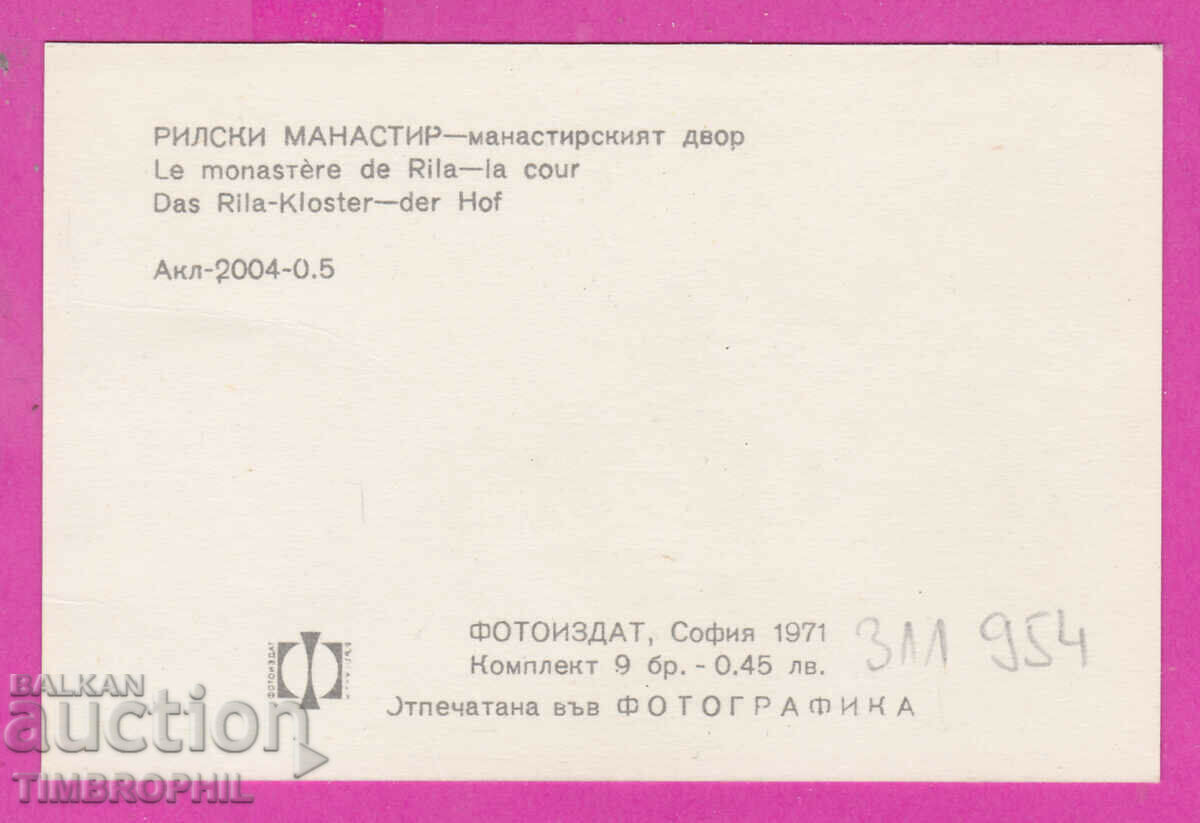 РИЛСКИ МАНАСТИР—манастирският двор
Le monastère de Rila—la cour
Das Rila-Kloster—der Hof
Акл-2004-0.5
ФОТОИЗДАТ, София 1971
311 954
Комплект 9 бр. - 0.45 лв.
Отпечатана във ФОТОГРАФИКА
ФОТОИЗДАТ
BALKAN
auction
TIMBROPHIL